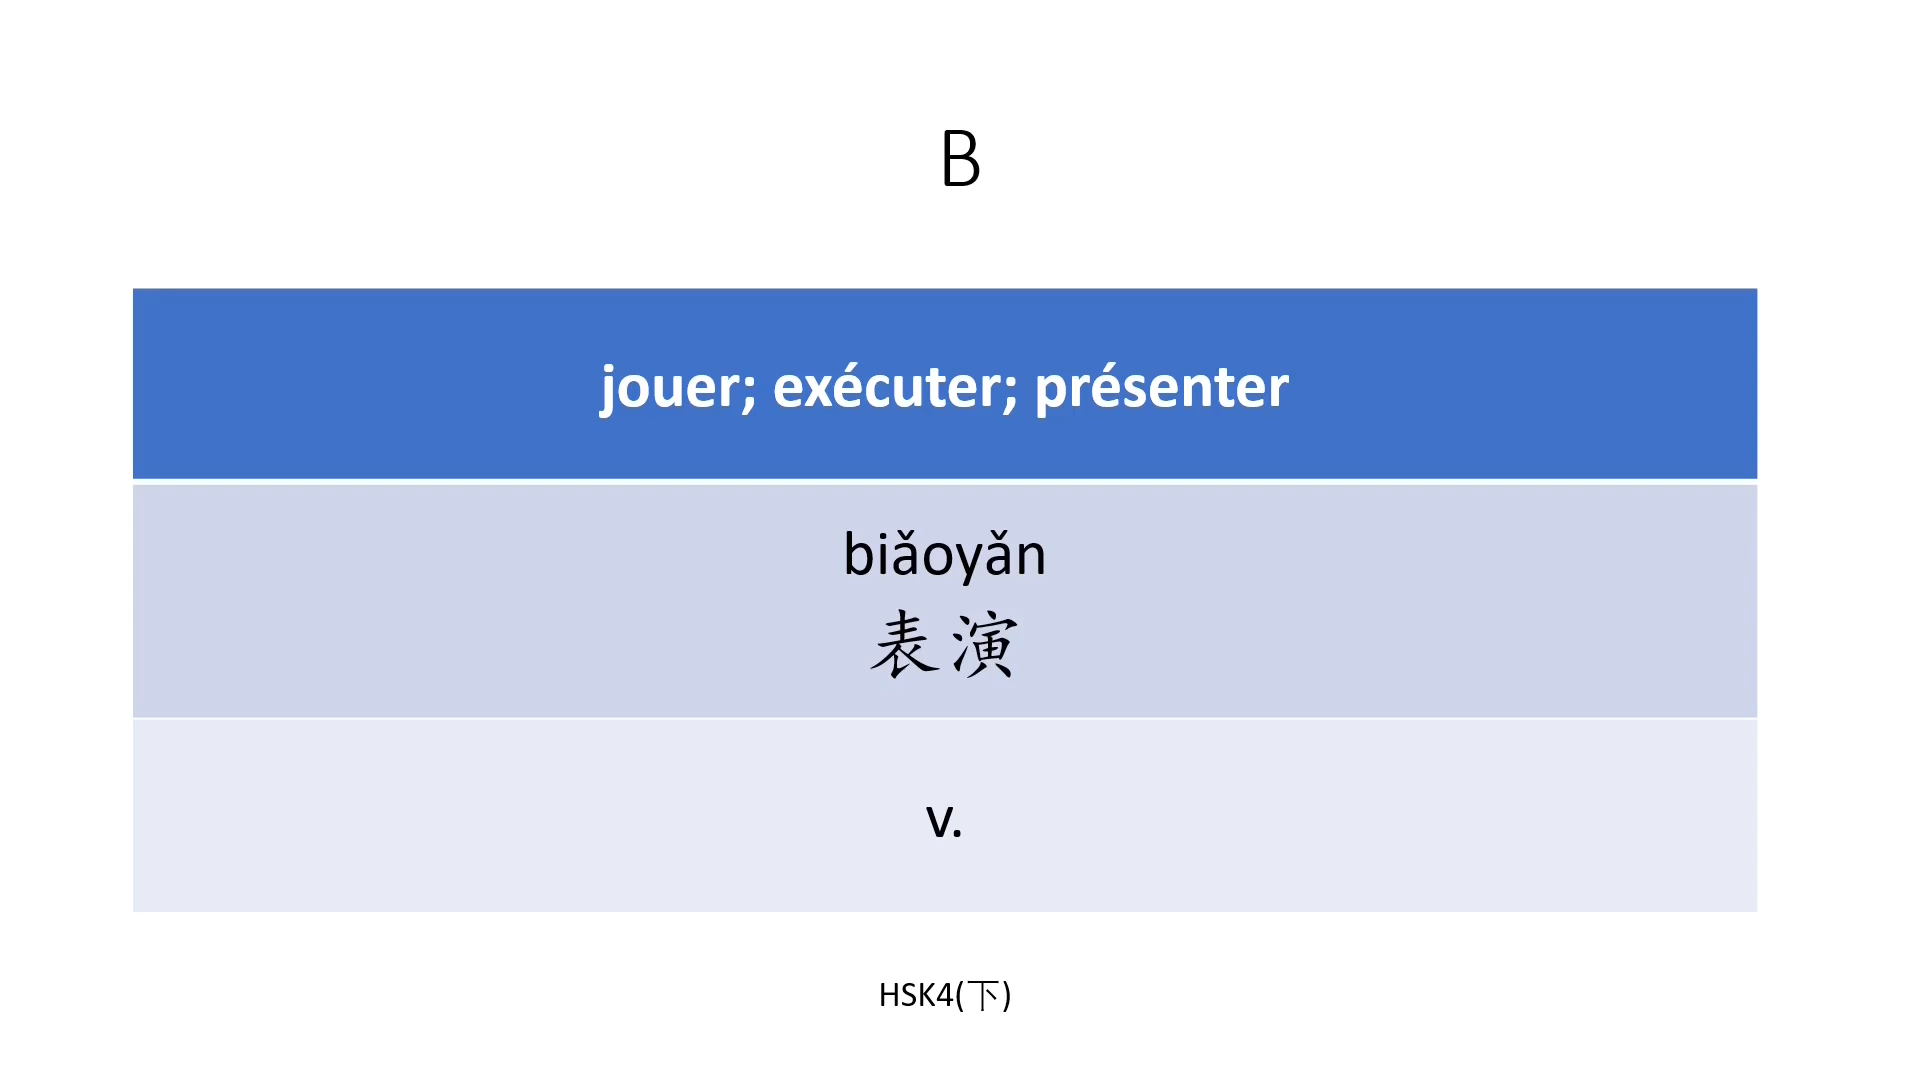 B
jouer; exécuter; présenter
biǎoyǎn
表演
v.
HSK4(下)